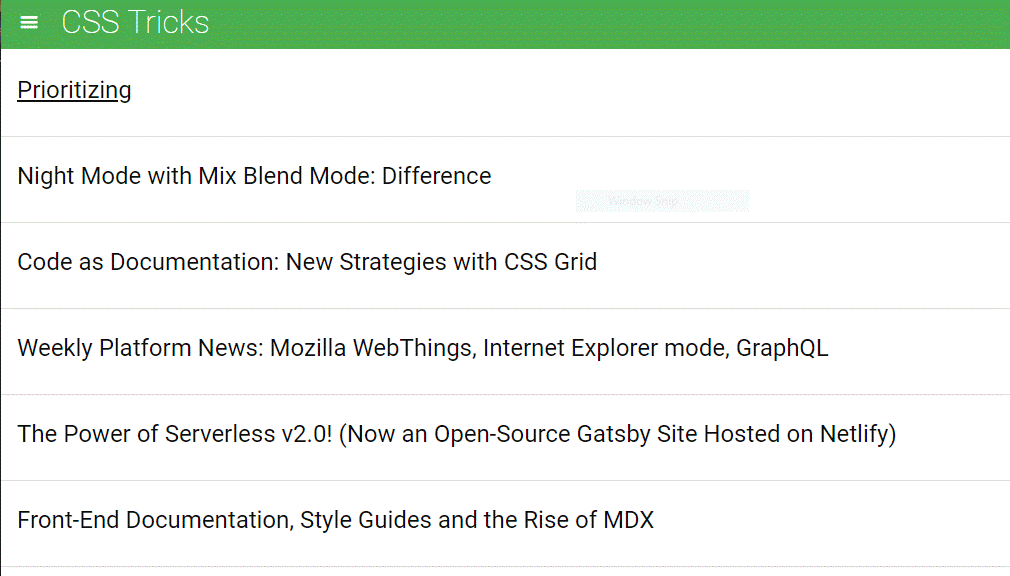 CSS Tricks
Prioritizing
Night Mode with Mix Blend Mode: Difference
Window Snip
Code as Documentation: New Strategies with CSS Grid
Weekly Platform News: Mozilla WebThings, Internet Explorer mode, GraphQL
The Power of Serverless v2.0! (Now an Open-Source Gatsby Site Hosted on Netlify)
Front-End Documentation, Style Guides and the Rise of MDX